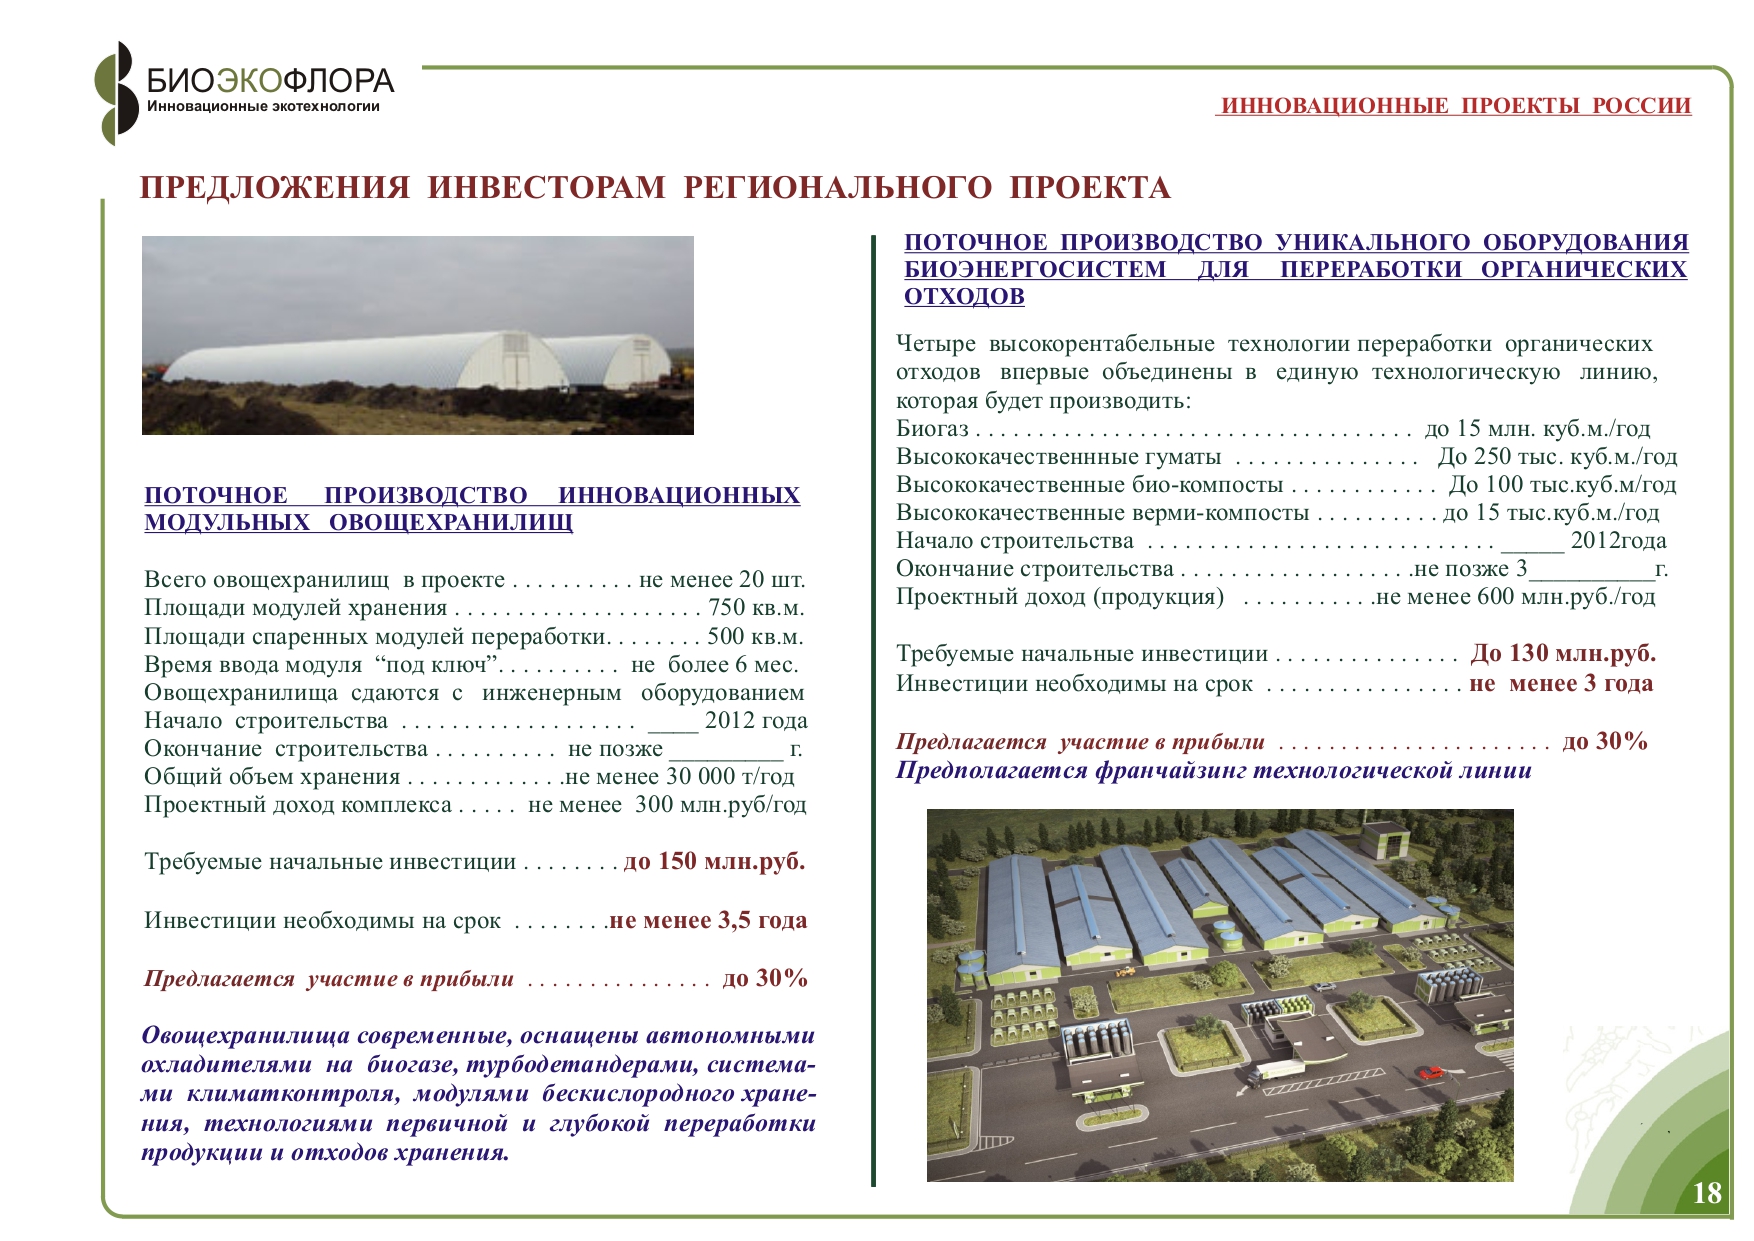 БИОЭКОФЛОРА
Инновационные экотехнологии
ИННОВАЦИОННЫЕ ПРОЕКТЫ РОССИИ
ПРЕДЛОЖЕНИЯ ИНВЕСТОРАМ РЕГИОНАЛЬНОГО ПРОЕКТА
ПОТОЧНОЕ ПРОИЗВОДСТВО ИННОВАЦИОННЫХ
МОДУЛЬНЫХ ОВОЩЕХРАНИЛИЩ
Всего овощехранилищ в проекте . . . . . . . . . . не менее 20 шт.
Площади модулей хранения . . . . . . . . . . . . . . . . . . . . 750 кв.м.
Площади спаренных модулей переработки. . . . . . . . 500 кв.м.
Время ввода модуля “под ключ”. . . . . . . . . . не более 6 мес.
Овощехранилища сдаются с инженерным оборудованием
Начало строительства . . . . . . . . . . . . . . . . . . . ____ 2012 года
Окончание строительства . . . . . . . . . . не позже _________ г.
Общий объем хранения . . . . . . . . . . . . .не менее 30 000 т/год
Проектный доход комплекса . . . . . не менее 300 млн.руб/год
Требуемые начальные инвестиции . . . . . . . . до 150 млн.руб.
Инвестиции необходимы на срок . . . . . . . .не менее 3,5 года
Предлагается участие в прибыли . . . . . . . . . . . . . . . до 30%
Овощехранилища современные, оснащены автономными
охладителями на биогазе, турбодетандерами, система-
ми климатконтроля, модулями бескислородного хране-
ния, технологиями первичной и глубокой переработки
продукции и отходов хранения.
ПОТОЧНОЕ ПРОИЗВОДСТВО УНИКАЛЬНОГО ОБОРУДОВАНИЯ
БИОЭНЕРГОСИСТЕМ ДЛЯ ПЕРЕРАБОТКИ ОРГАНИЧЕСКИХ
ОТХОДОВ
Четыре высокорентабельные технологии переработки органических
отходов впервые объединены в единую технологическую линию,
которая будет производить:
Биогаз . . . . . . . . . . . . . . . . . . . . . . . . . . . . . . . . . . . до 15 млн. куб.м./год
Высококачественнные гуматы . . . . . . . . . . . . . . . До 250 тыс. куб.м./год
Высококачественные био-компосты . . . . . . . . . . . . До 100 тыс.куб.м/год
Высококачественные верми-компосты . . . . . . . . . . до 15 тыс.куб.м./год
Начало строительства . . . . . . . . . . . . . . . . . . . . . . . . . . . . _____ 2012года
Окончание строительства . . . . . . . . . . . . . . . . . . .не позже 3__________г.
Проектный доход (продукция) . . . . . . . . . . .не менее 600 млн.руб./год
Требуемые начальные инвестиции . . . . . . . . . . . . . . . До 130 млн.руб.
Инвестиции необходимы на срок . . . . . . . . . . . . . . . . не менее 3 года
Предлагается участие в прибыли . . . . . . . . . . . . . . . . . . . . . . до 30%
Предполагается франчайзинг технологической линии
18